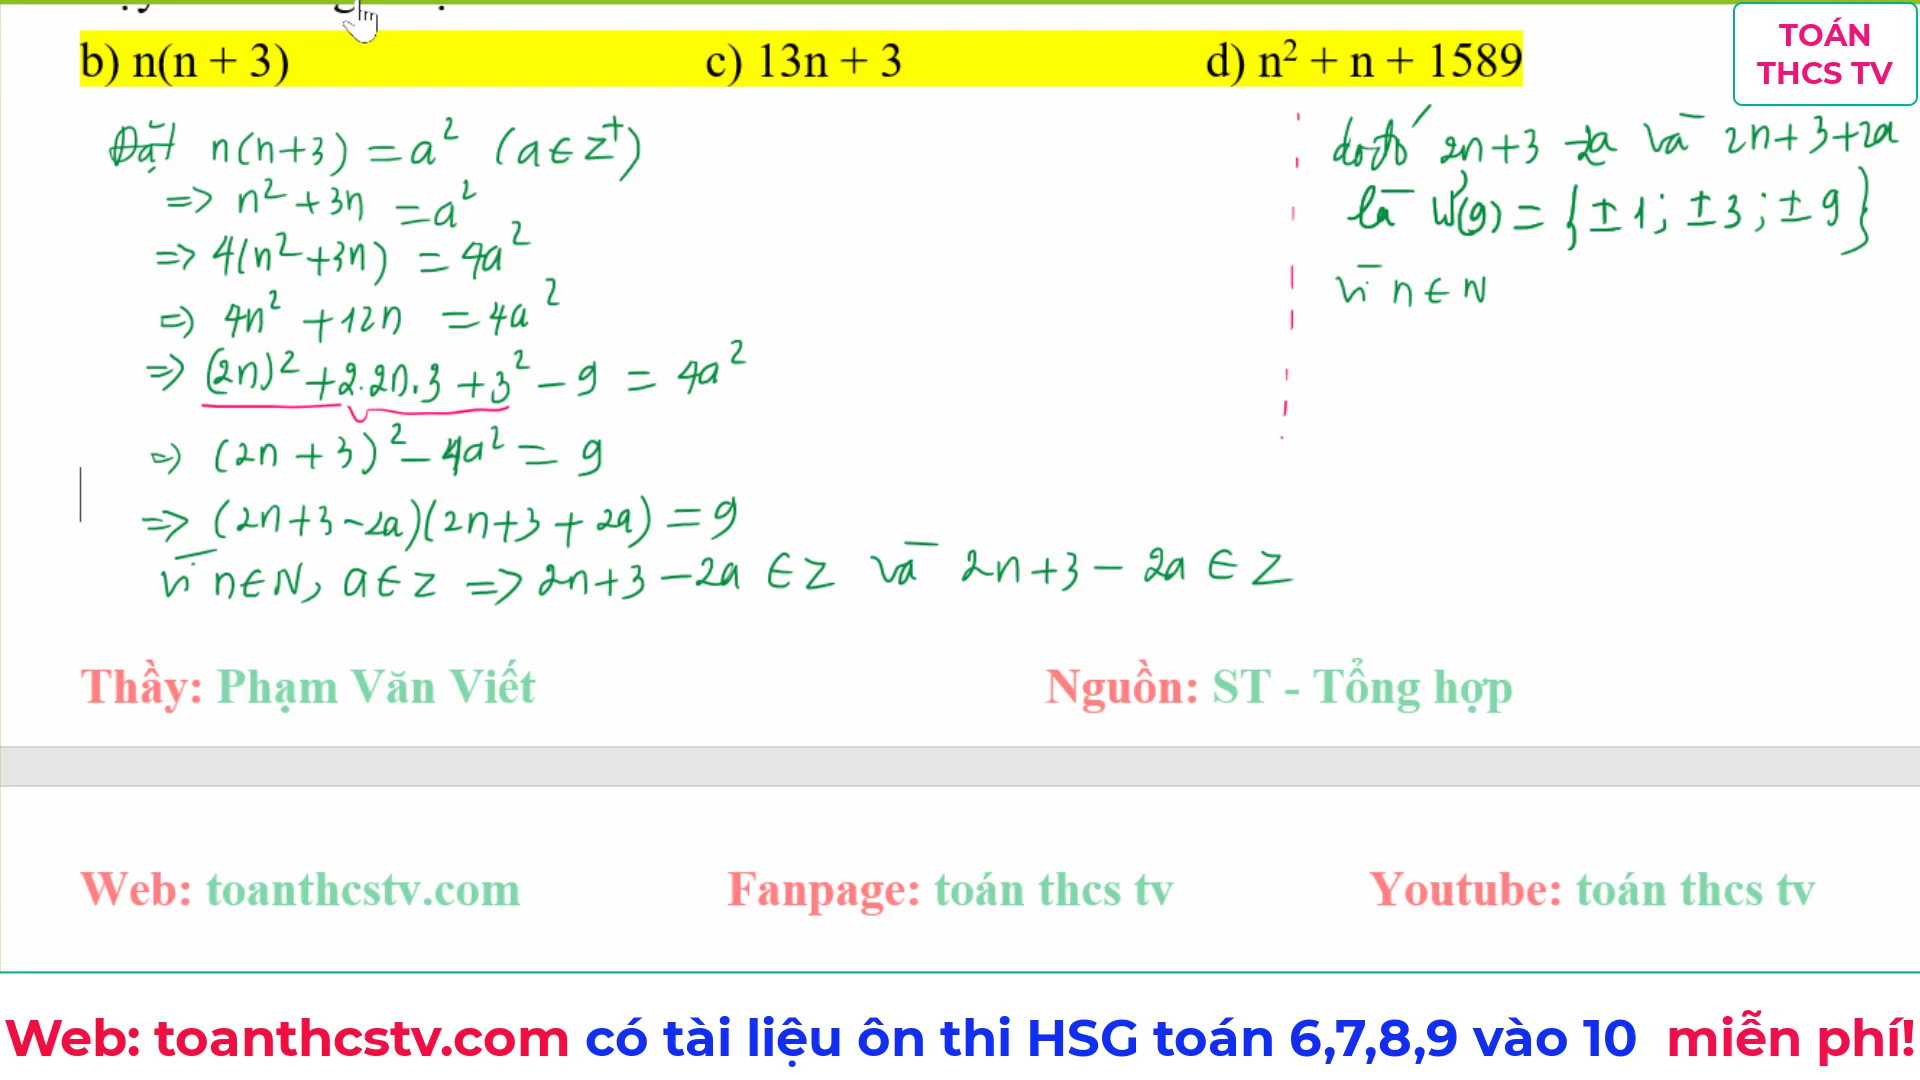 b) n(n + 3) c) 13n + 3 d) n² + n + 1589
TOÁN
THCS TV
Đặt n(n+3) = a² (a ∈ Z⁺)
=> n² + 3n = a²
=> 4(n² + 3n) = 4a²
=> 4n² + 12n = 4a²
=> (2n)² + 2.2n.3 + 3² - 9 = 4a²
=> (2n + 3)² - 4a² = 9
=> (2n+3-2a)(2n+3+2a) = 9
vì n∈N, a∈Z => 2n+3-2a ∈ Z và 2n+3-2a ∈ Z
do đó 2n+3-2a và 2n+3+2a
là Ư(9) = {±1; ±3; ±9}
vì n ∈ N
Thầy: Phạm Văn Viết Nguồn: ST - Tổng hợp
Web: toanthcstv.com Fanpage: toán thcs tv Youtube: toán thcs tv
Web: toanthcstv.com có tài liệu ôn thi HSG toán 6,7,8,9 vào 10 miễn phí!